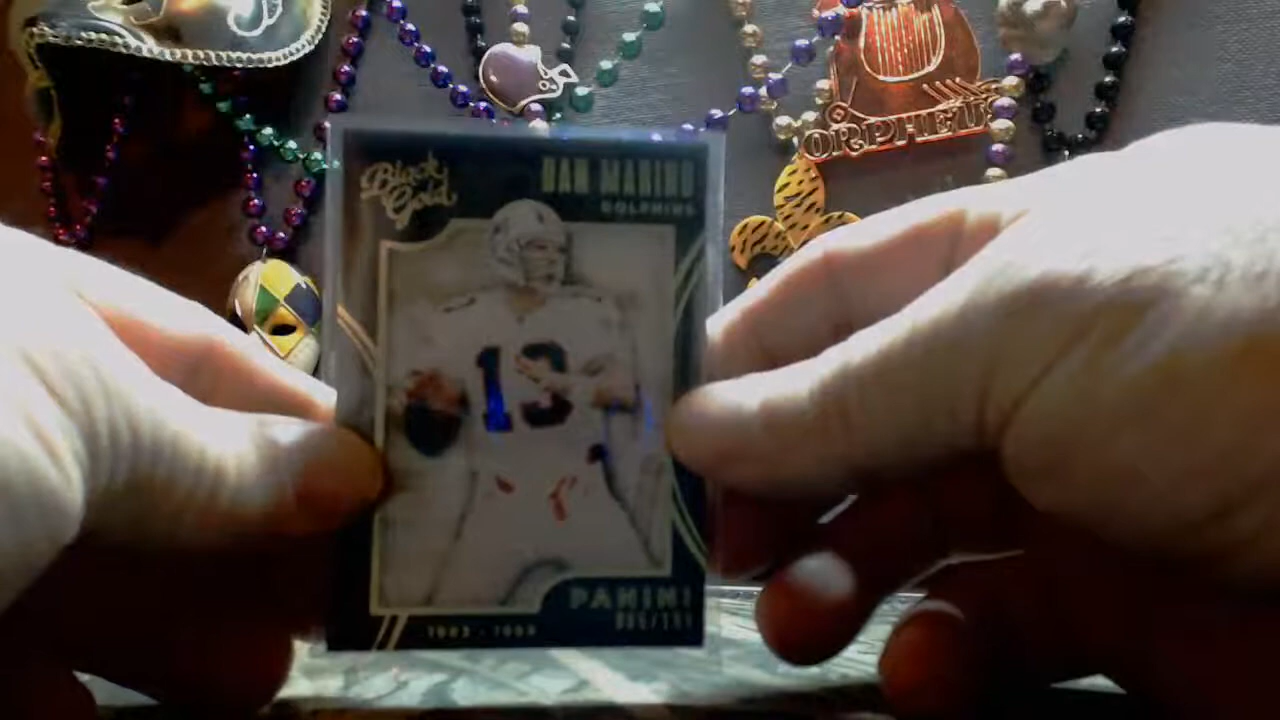 ORPHEUS
Black
Gold
DAN MARINO
DOLPHINS
13
PANINI
1983 - 1999